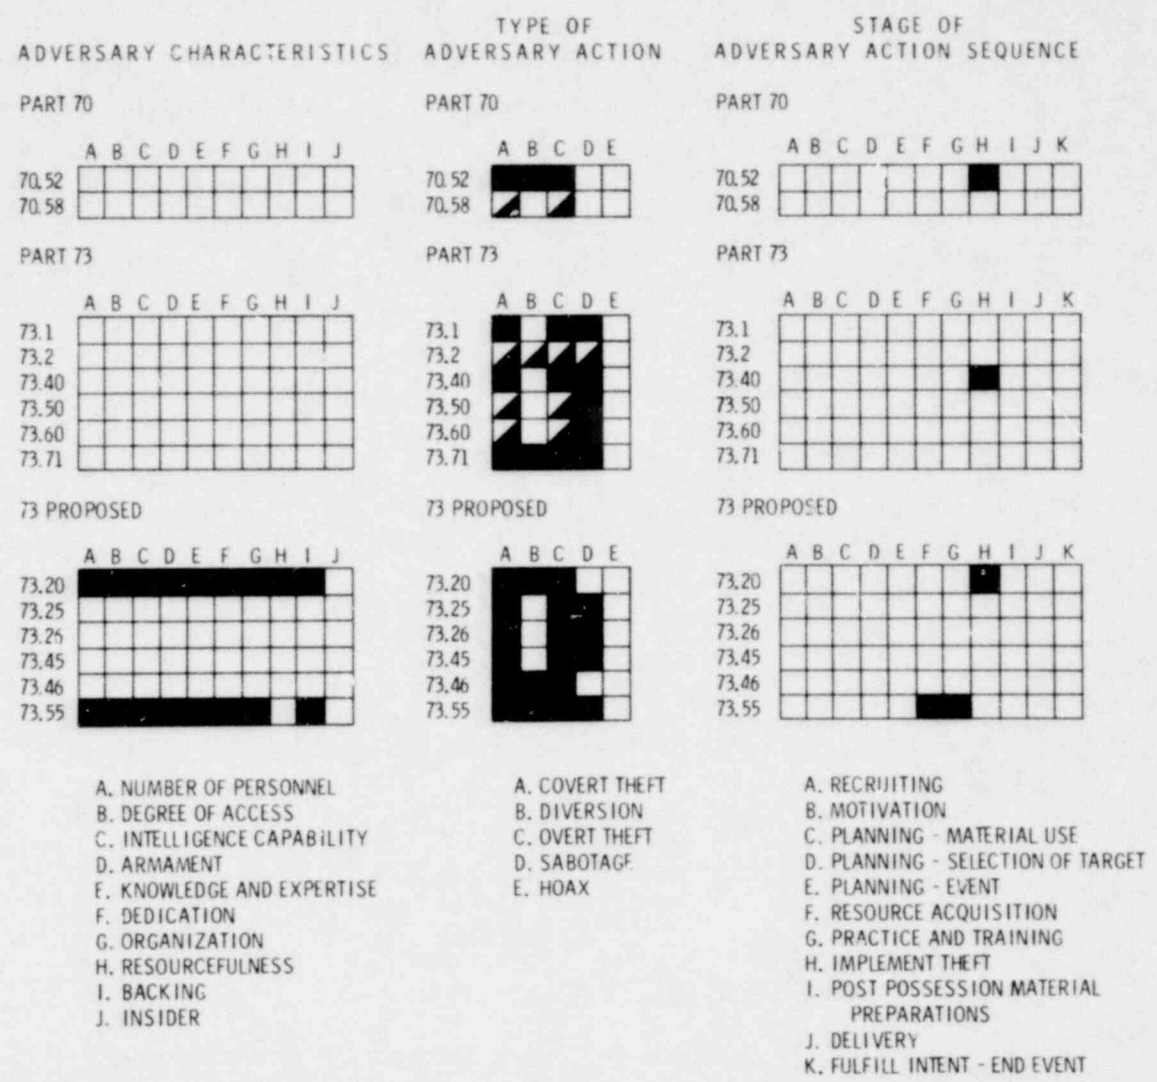 ADVERSARY CHARACTERISTICS
PART 70
A B C D E F G H I J
70.52
70.58
PART 73
A B C D E F G H I J
73.1
73.2
73.40
73.50
73.60
73.71
73 PROPOSED
A B C D E F G H I J
73.20
73.25
73.26
73.45
73.46
73.55
A. NUMBER OF PERSONNEL
B. DEGREE OF ACCESS
C. INTELLIGENCE CAPABILITY
D. ARMAMENT
E. KNOWLEDGE AND EXPERTISE
F. DEDICATION
G. ORGANIZATION
H. RESOURCEFULNESS
I. BACKING
J. INSIDER
TYPE OF
ADVERSARY ACTION
PART 70
A B C D E
70.52
70.58
PART 73
A B C D E
73.1
73.2
73.40
73.50
73.60
73.71
73 PROPOSED
A B C D E
73.20
73.25
73.26
73.45
73.46
73.55
A. COVERT THEFT
B. DIVERSION
C. OVERT THEFT
D. SABOTAGE
E. HOAX
STAGE OF
ADVERSARY ACTION SEQUENCE
PART 70
A B C D E F G H I J K
70.52
70.58
PART 73
A B C D E F G H I J K
73.1
73.2
73.40
73.50
73.60
73.71
73 PROPOSED
A B C D E F G H I J K
73.20
73.25
73.26
73.45
73.46
73.55
A. RECRUITING
B. MOTIVATION
C. PLANNING - MATERIAL USE
D. PLANNING - SELECTION OF TARGET
E. PLANNING - EVENT
F. RESOURCE ACQUISITION
G. PRACTICE AND TRAINING
H. IMPLEMENT THEFT
I. POST POSSESSION MATERIAL
PREPARATIONS
J. DELIVERY
K. FULFILL INTENT - END EVENT